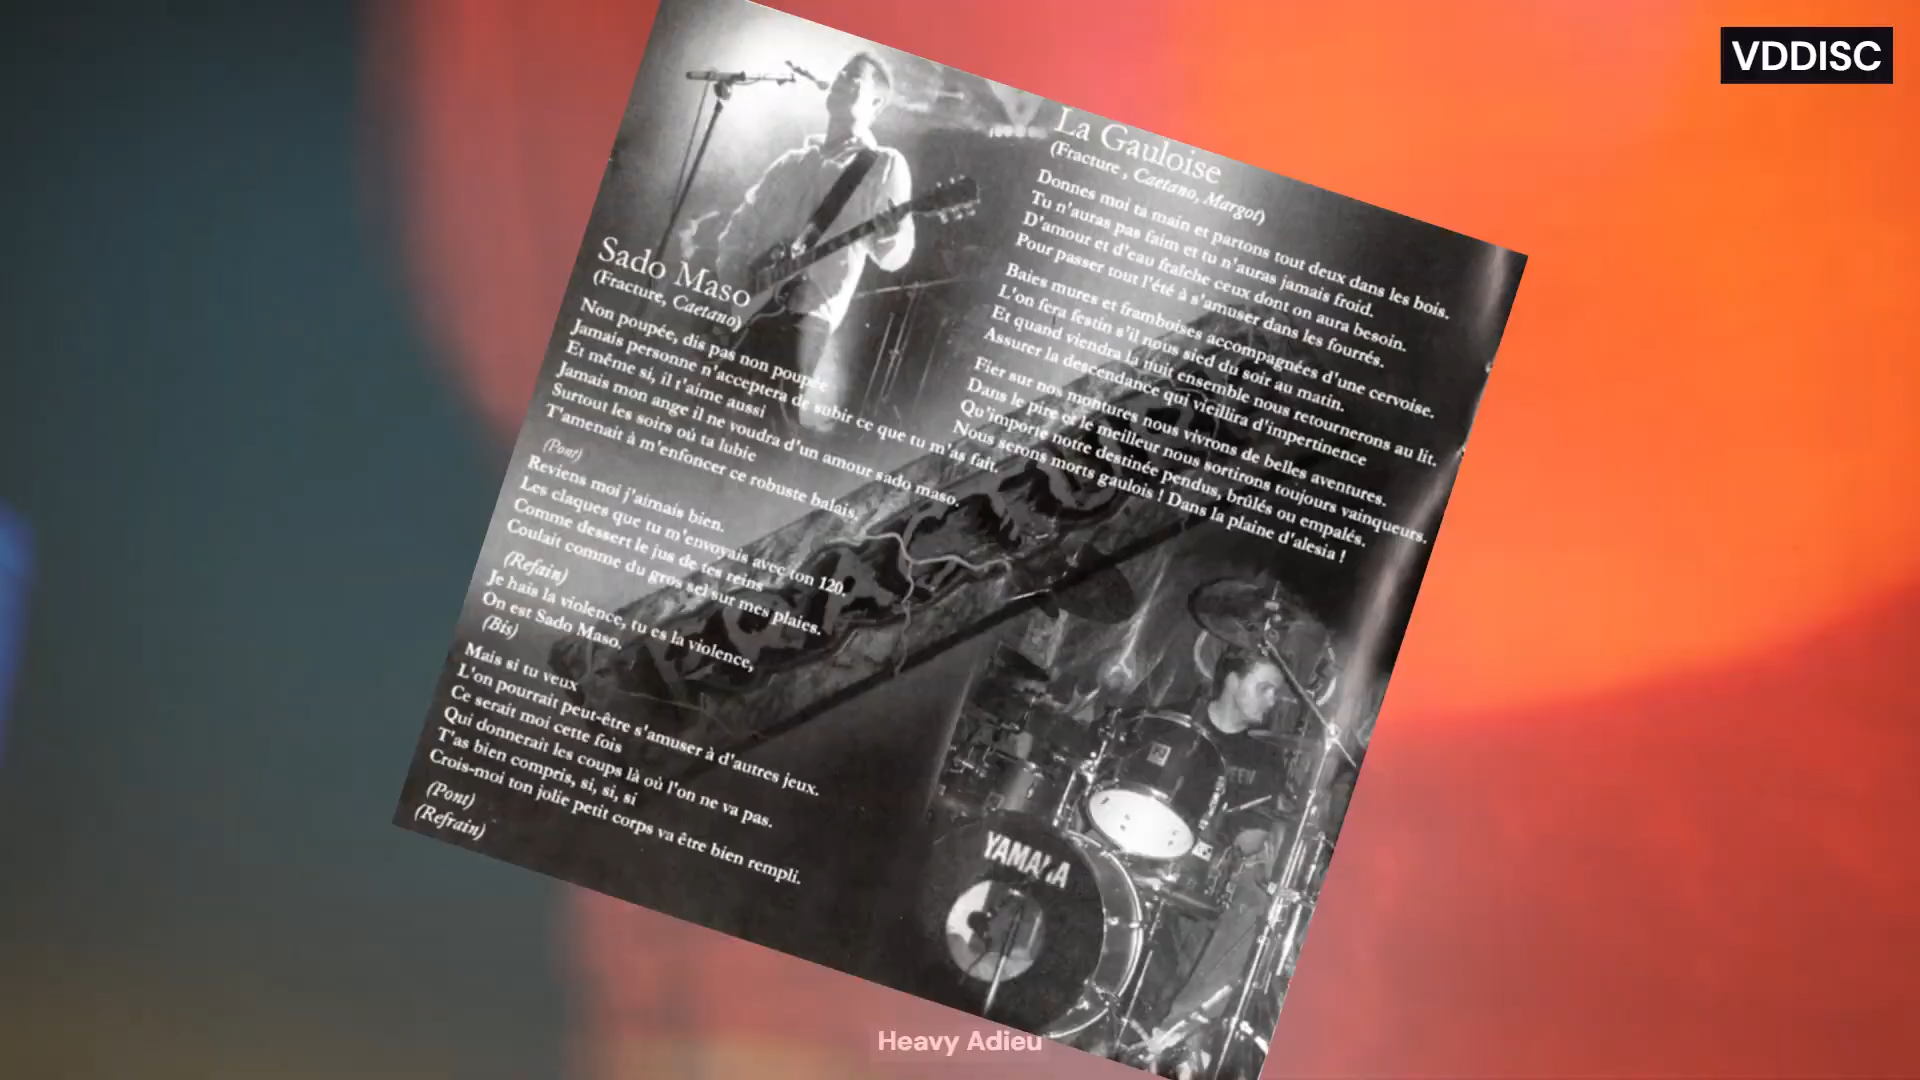 VDDISC
Sado Maso
(Fracture, Caetano)
Non poupée, dis pas non poupée
Jamais personne n'acceptera de subir ce que tu m'as fait.
Et même si, il t'aime aussi
Jamais mon ange il ne voudra d'un amour sado maso.
Surtout les soirs où ta lubie
T'amenait à m'enfoncer ce robuste balais.
(Pont)
Reviens moi j'aimais bien.
Les claques que tu m'envoyais avec ton 120.
Comme dessert le jus de tes reins
Coulait comme du gros sel sur mes plaies.
(Refrain)
Je hais la violence, tu es la violence,
On est Sado Maso.
(Bis)
Mais si tu veux
L'on pourrait peut-être s'amuser à d'autres jeux.
Ce serait moi cette fois
Qui donnerait les coups là où l'on ne va pas.
T'as bien compris, si, si, si
Crois-moi ton jolie petit corps va être bien rempli.
(Pont)
(Refrain)
La Gauloise
(Fracture , Caetano, Margot)
Donnes moi ta main et partons tout deux dans les bois.
Tu n'auras pas faim et tu n'auras jamais froid.
D'amour et d'eau fraîche ceux dont on aura besoin.
Pour passer tout l'été à s'amuser dans les fourrés.
Baies mures et framboises accompagnées d'une cervoise.
L'on fera festin s'il nous sied du soir au matin.
Et quand viendra la nuit ensemble nous retournerons au lit.
Assurer la descendance qui vieillira d'impertinence
Fier sur nos montures nous vivrons de belles aventures.
Dans le pire et le meilleur nous sortirons toujours vainqueurs.
Qu'importe notre destinée pendus, brûlés ou empalés.
Nous serons morts gaulois ! Dans la plaine d'alesia !
YAMAHA
Heavy Adieu